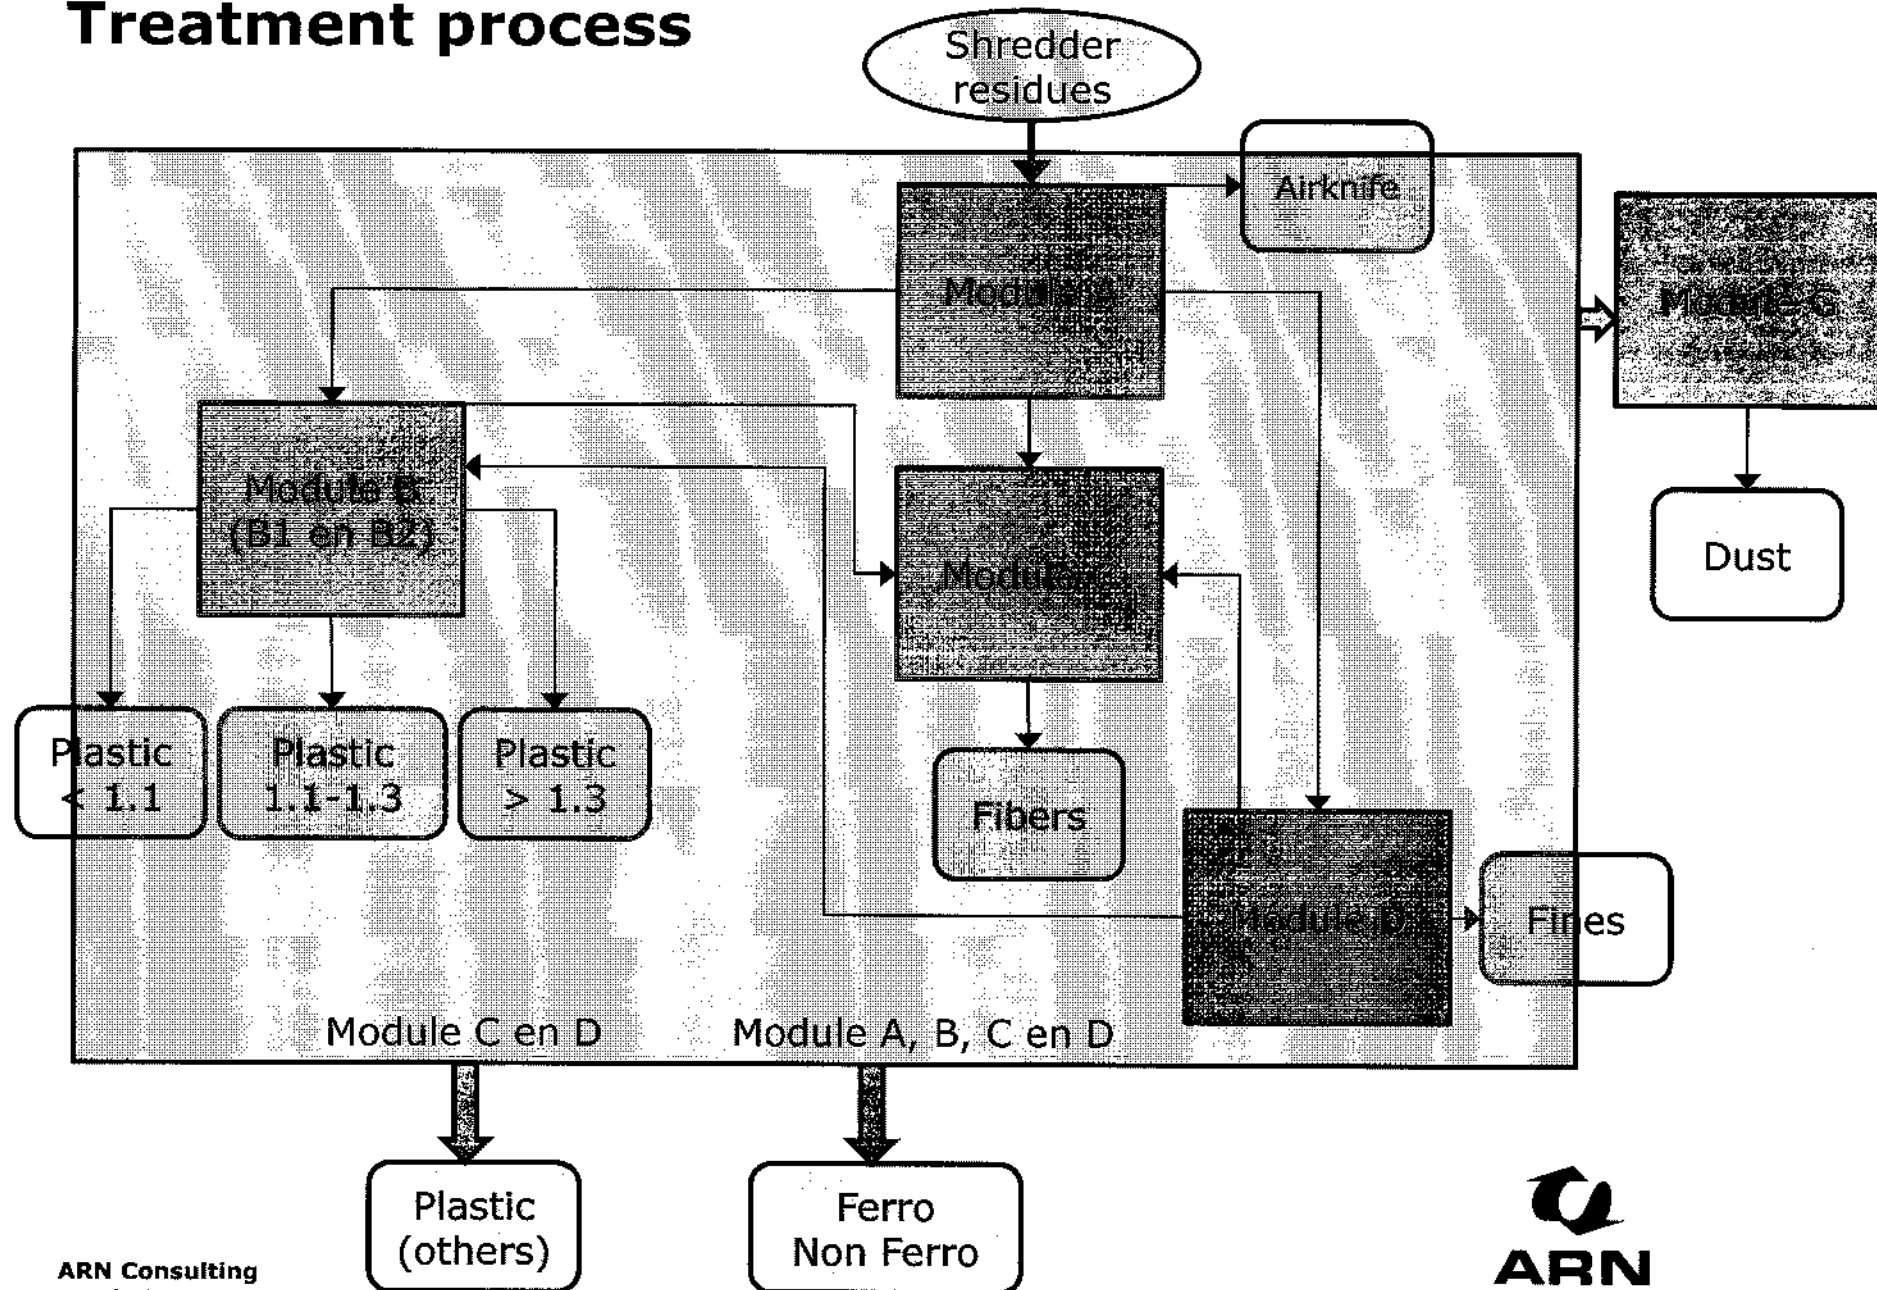 Treatment process
Shredder
residues
Airknife
Module A
Module G
Module B
(B1 en B2)
Module
Dust
Plastic
< 1.1
Plastic
1.1-1.3
Plastic
> 1.3
Fibers
Module D
Fines
Module C en D
Module A, B, C en D
Plastic
(others)
Ferro
Non Ferro
ARN Consulting
ARN